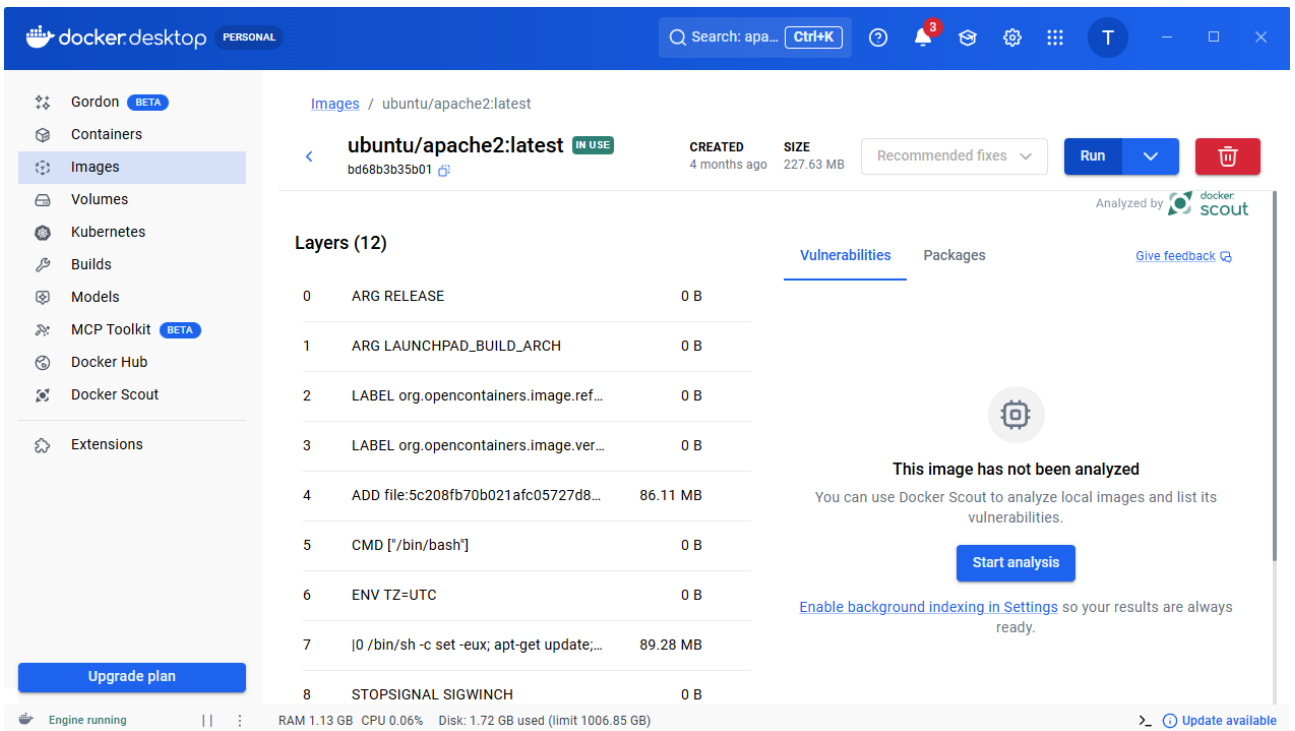 docker.desktop PERSONAL
Search: apa... Ctrl+K
3
T
Gordon BETA
Containers
Images
Volumes
Kubernetes
Builds
Models
MCP Toolkit BETA
Docker Hub
Docker Scout
Extensions
Upgrade plan
Images / ubuntu/apache2:latest
ubuntu/apache2:latest IN USE
bd68b3b35b01
CREATED
4 months ago
SIZE
227.63 MB
Recommended fixes
Run
Analyzed by docker scout
Layers (12)
0 ARG RELEASE 0 B
1 ARG LAUNCHPAD_BUILD_ARCH 0 B
2 LABEL org.opencontainers.image.ref... 0 B
3 LABEL org.opencontainers.image.ver... 0 B
4 ADD file:5c208fb70b021afc05727d8... 86.11 MB
5 CMD ["/bin/bash"] 0 B
6 ENV TZ=UTC 0 B
7 |0 /bin/sh -c set -eux; apt-get update;... 89.28 MB
8 STOPSIGNAL SIGWINCH 0 B
Vulnerabilities Packages Give feedback
This image has not been analyzed
You can use Docker Scout to analyze local images and list its
vulnerabilities.
Start analysis
Enable background indexing in Settings so your results are always
ready.
Engine running
RAM 1.13 GB CPU 0.06% Disk: 1.72 GB used (limit 1006.85 GB)
>_ Update available